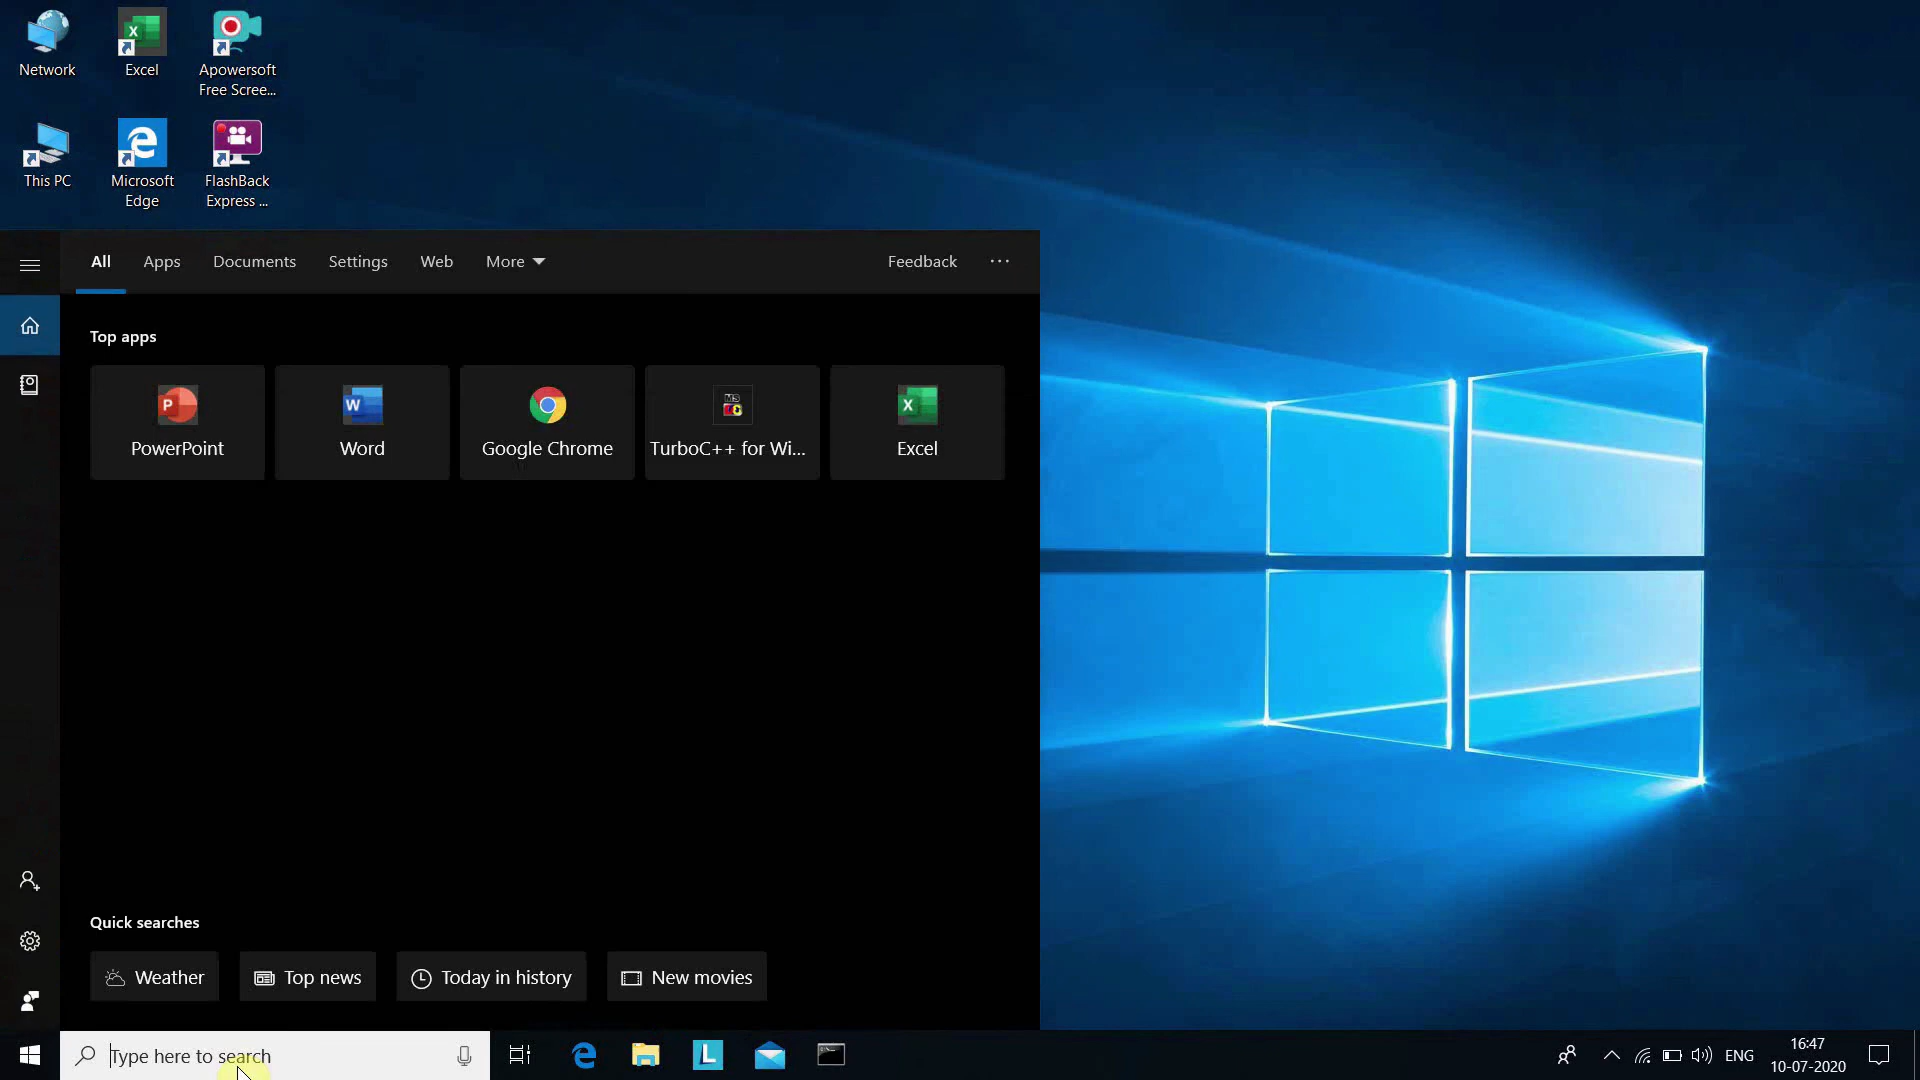 Network
Excel
Apowersoft
Free Scree...
This PC
Microsoft
Edge
FlashBack
Express ...
All
Apps
Documents
Settings
Web
More
Feedback
Top apps
PowerPoint
Word
Google Chrome
TurboC++ for Wi...
Excel
Quick searches
Weather
Top news
Today in history
New movies
Type here to search
ENG
16:47
10-07-2020